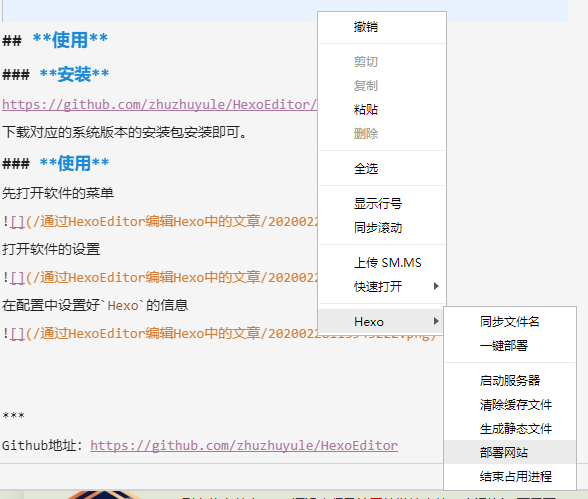 ## **使用**
### **安装**
https://github.com/zhuzhuyule/HexoEditor/
下载对应的系统版本的安装包安装即可。
### **使用**
先打开软件的菜单
![](/通过HexoEditor编辑Hexo中的文章/2020022
打开软件的设置
![](/通过HexoEditor编辑Hexo中的文章/2020022
在配置中设置好`Hexo`的信息
![](/通过HexoEditor编辑Hexo中的文章/20200228113945222.png)
***
Github地址：https://github.com/zhuzhuyule/HexoEditor
撤销
剪切
复制
粘贴
删除
全选
显示行号
同步滚动
上传 SM.MS
快速打开
Hexo
同步文件名
一键部署
启动服务器
清除缓存文件
生成静态文件
部署网站
结束占用进程